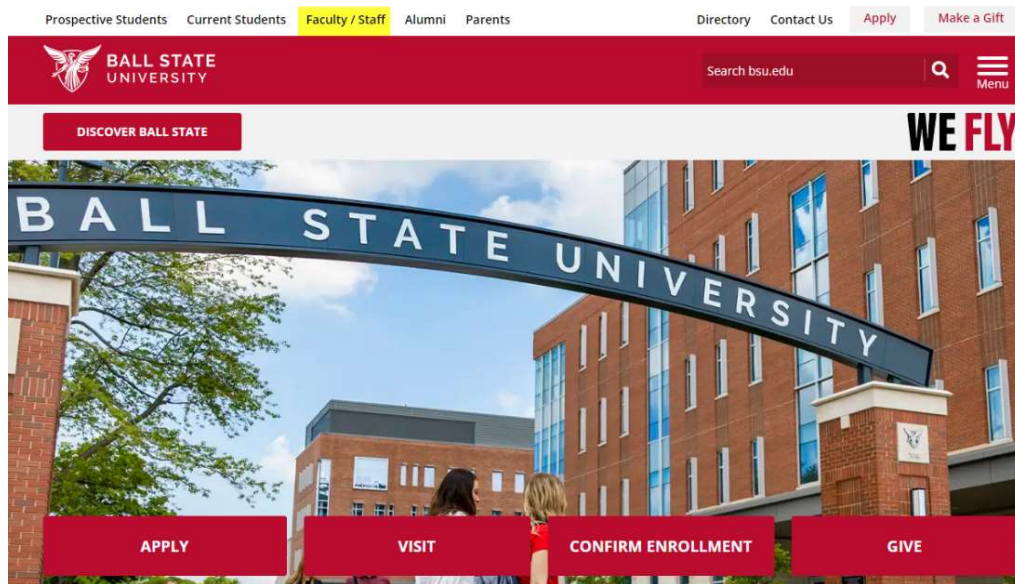 Prospective Students Current Students Faculty / Staff Alumni Parents Directory Contact Us Apply Make a Gift
BALL STATE
UNIVERSITY
Search bsu.edu
Menu
DISCOVER BALL STATE
WE FLY
BALL STATE UNIVERSITY
APPLY VISIT CONFIRM ENROLLMENT GIVE